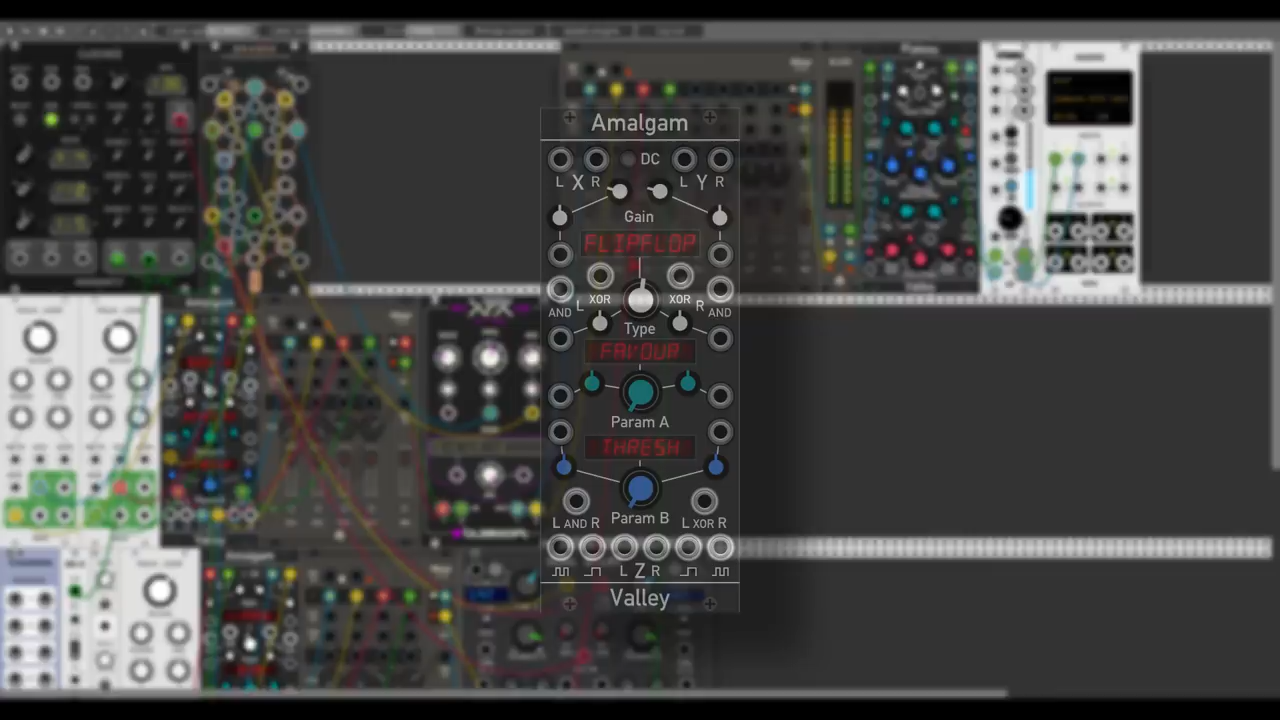 Amalgam
DC
L X R
L Y R
Gain
FLIPFLOP
L XOR
XOR R
AND
AND
Type
FAVOUR
Param A
THRESH
Param B
L AND R
L XOR R
L Z R
Valley